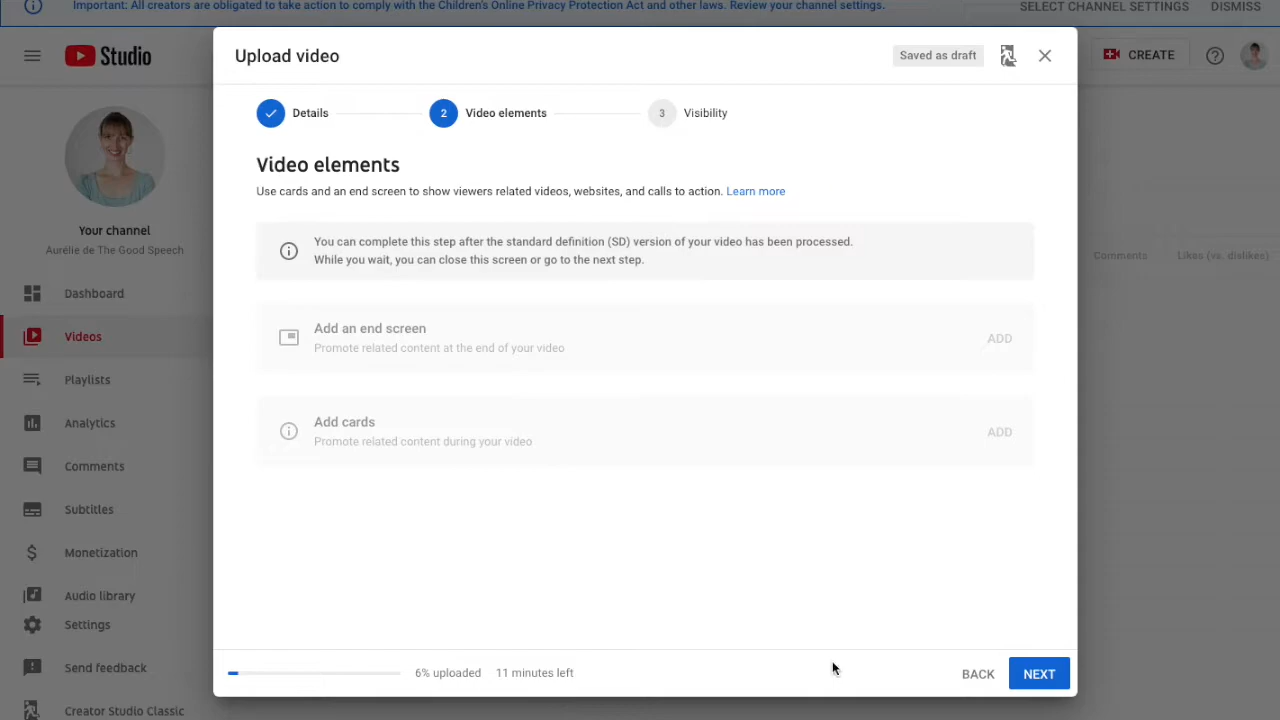 Important: All creators are obligated to take action to comply with the Children's Online Privacy Protection Act and other laws. Review your channel settings.
SELECT CHANNEL SETTINGS
DISMISS
Studio
CREATE
Upload video
Saved as draft
Details
2
Video elements
3
Visibility
Video elements
Use cards and an end screen to show viewers related videos, websites, and calls to action. Learn more
You can complete this step after the standard definition (SD) version of your video has been processed.
While you wait, you can close this screen or go to the next step.
Add an end screen
Promote related content at the end of your video
ADD
Add cards
Promote related content during your video
ADD
6% uploaded
11 minutes left
BACK
NEXT
Your channel
Aurélie de The Good Speech
Dashboard
Videos
Playlists
Analytics
Comments
Subtitles
Monetization
Audio library
Settings
Send feedback
Creator Studio Classic
Comments
Likes (vs. dislikes)